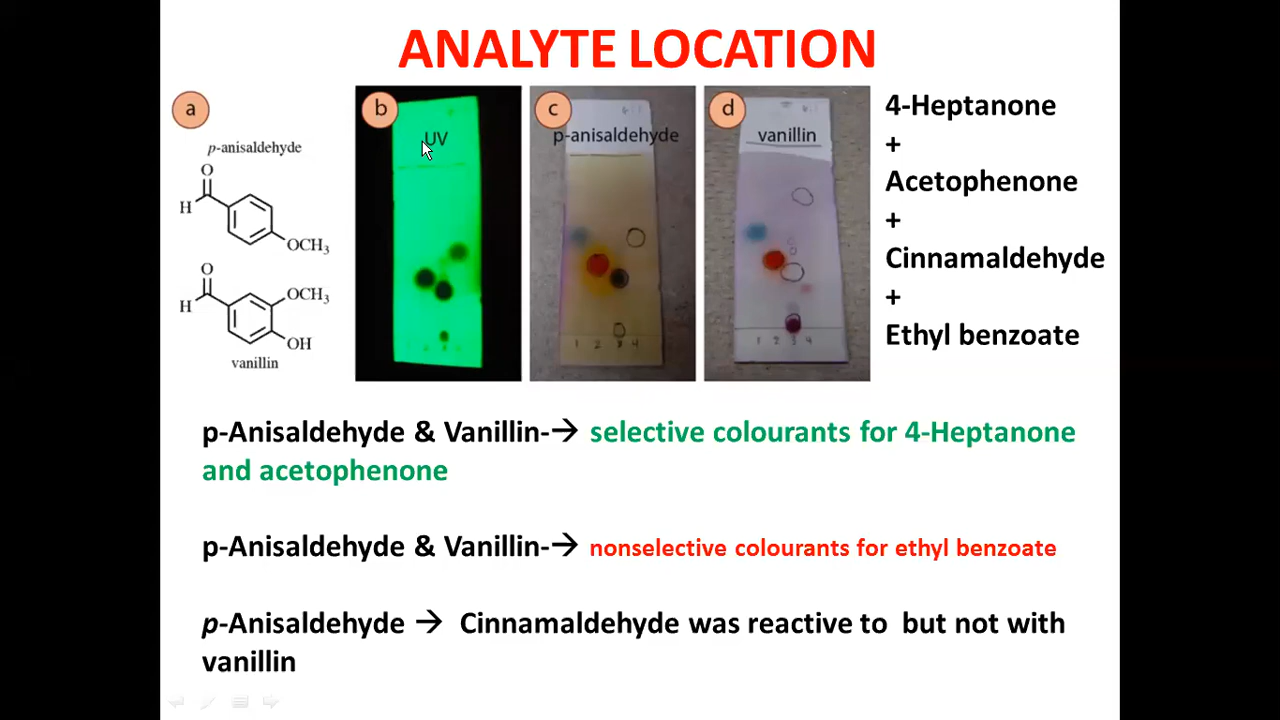 ANALYTE LOCATION
a
p-anisaldehyde
O
H
OCH3
O
H
OCH3
OH
vanillin
b
UV
c
p-anisaldehyde
1 2 3 4
d
vanillin
1 2 3 4
4-Heptanone
+
Acetophenone
+
Cinnamaldehyde
+
Ethyl benzoate
p-Anisaldehyde & Vanillin-→ selective colourants for 4-Heptanone
and acetophenone
p-Anisaldehyde & Vanillin-→ nonselective colourants for ethyl benzoate
p-Anisaldehyde → Cinnamaldehyde was reactive to but not with
vanillin